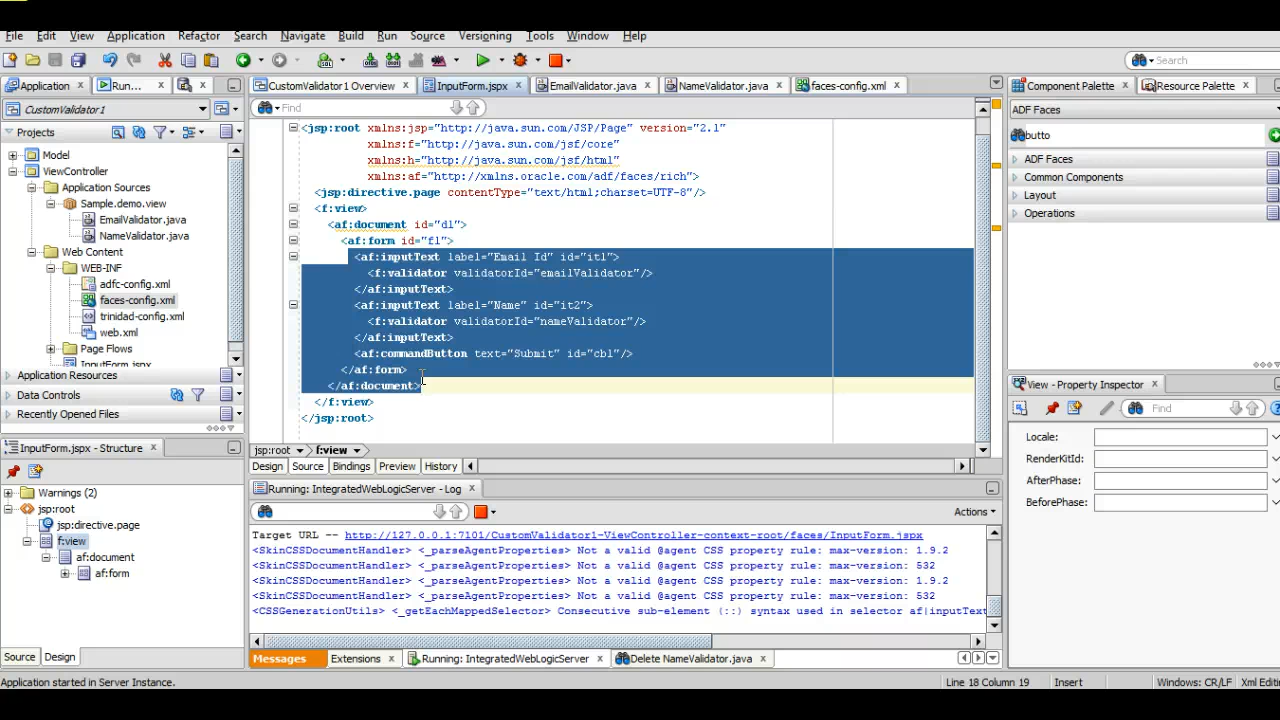 File Edit View Application Refactor Search Navigate Build Run Source Versioning Tools Window Help
Search
Application Run... CustomValidator1 Overview InputForm.jspx EmailValidator.java NameValidator.java faces-config.xml Component Palette Resource Palette
CustomValidator1
Find
ADF Faces
Projects
butto
Model
ViewController
Application Sources
Sample.demo.view
EmailValidator.java
NameValidator.java
Web Content
WEB-INF
adfc-config.xml
faces-config.xml
trinidad-config.xml
web.xml
Page Flows
InputForm.jspx
Application Resources
Data Controls
Recently Opened Files
<jsp:root xmlns:jsp="http://java.sun.com/JSP/Page" version="2.1"
xmlns:f="http://java.sun.com/jsf/core"
xmlns:h="http://java.sun.com/jsf/html"
xmlns:af="http://xmlns.oracle.com/adf/faces/rich">
<jsp:directive.page contentType="text/html;charset=UTF-8"/>
<f:view>
<af:document id="d1">
<af:form id="f1">
<af:inputText label="Email Id" id="it1">
<f:validator validatorId="emailValidator"/>
</af:inputText>
<af:inputText label="Name" id="it2">
<f:validator validatorId="nameValidator"/>
</af:inputText>
<af:commandButton text="Submit" id="cb1"/>
</af:form>
</af:document>
</f:view>
</jsp:root>
jsp:root f:view
Design Source Bindings Preview History
ADF Faces
Common Components
Layout
Operations
View - Property Inspector
Find
Locale:
RenderKitId:
AfterPhase:
BeforePhase:
InputForm.jspx - Structure
Warnings (2)
jsp:root
jsp:directive.page
f:view
af:document
af:form
Source Design
Running: IntegratedWebLogicServer - Log
Actions
Target URL -- http://127.0.0.1:7101/CustomValidator1-ViewController-context-root/faces/InputForm.jspx
<SkinCSSDocumentHandler> <_parseAgentProperties> Not a valid @agent CSS property rule: max-version: 1.9.2
<SkinCSSDocumentHandler> <_parseAgentProperties> Not a valid @agent CSS property rule: max-version: 532
<SkinCSSDocumentHandler> <_parseAgentProperties> Not a valid @agent CSS property rule: max-version: 1.9.2
<SkinCSSDocumentHandler> <_parseAgentProperties> Not a valid @agent CSS property rule: max-version: 532
<CSSGenerationUtils> <_getEachMappedSelector> Consecutive sub-element (::) syntax used in selector af|inputText
Messages Extensions Running: IntegratedWebLogicServer Delete NameValidator.java
Application started in Server Instance. Line 18 Column 19 Insert Windows: CR/LF Xml Editi